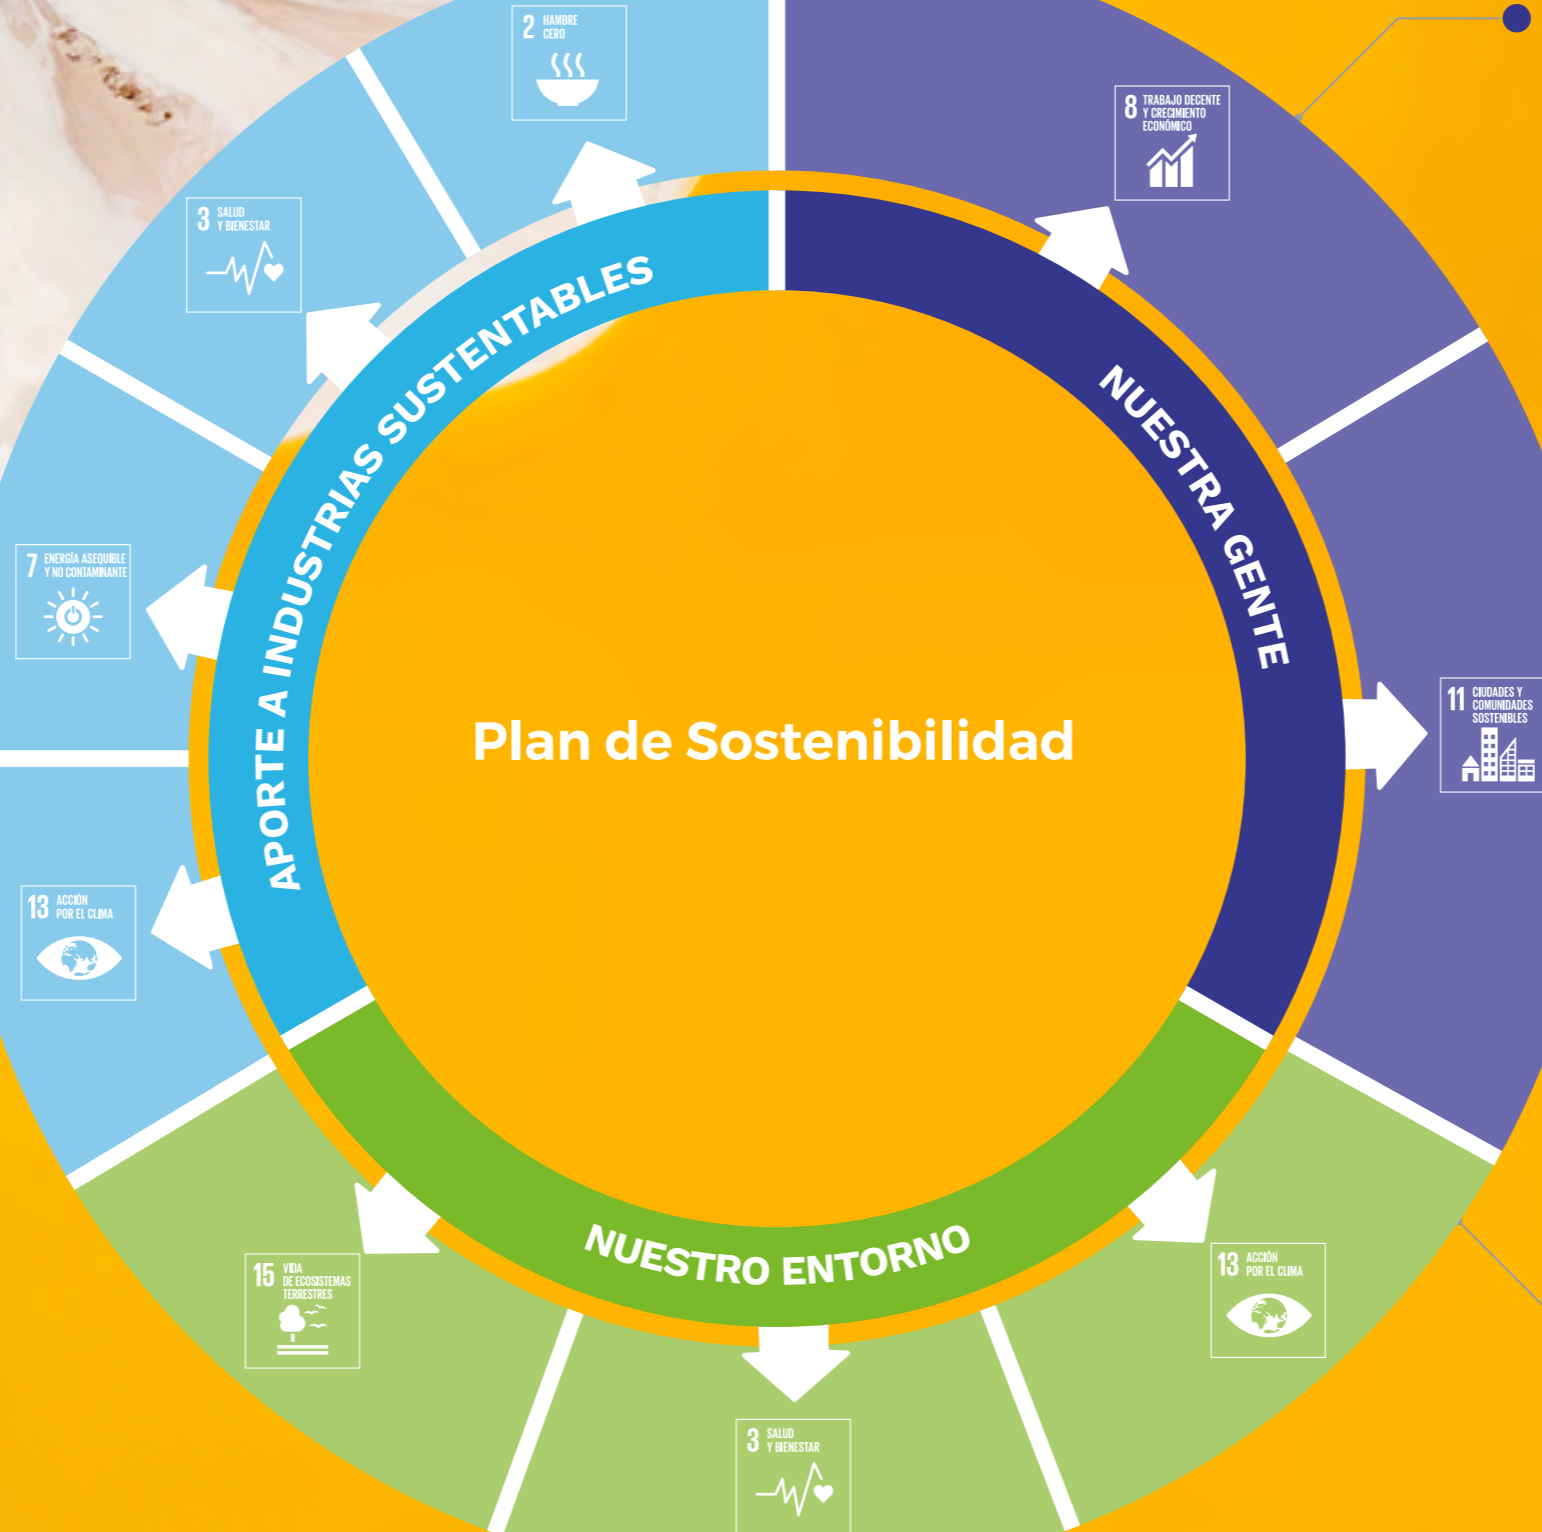 2 HAMBRE
CERO
8 TRABAJO DECENTE
Y CRECIMIENTO
ECONÓMICO
3 SALUD
Y BIENESTAR
APORTE A INDUSTRIAS SUSTENTABLES
NUESTRA GENTE
7 ENERGÍA ASEQUIBLE
Y NO CONTAMINANTE
11 CIUDADES Y
COMUNIDADES
SOSTENIBLES
Plan de Sostenibilidad
13 ACCIÓN
POR EL CLIMA
NUESTRO ENTORNO
15 VIDA
DE ECOSISTEMAS
TERRESTRES
13 ACCIÓN
POR EL CLIMA
3 SALUD
Y BIENESTAR